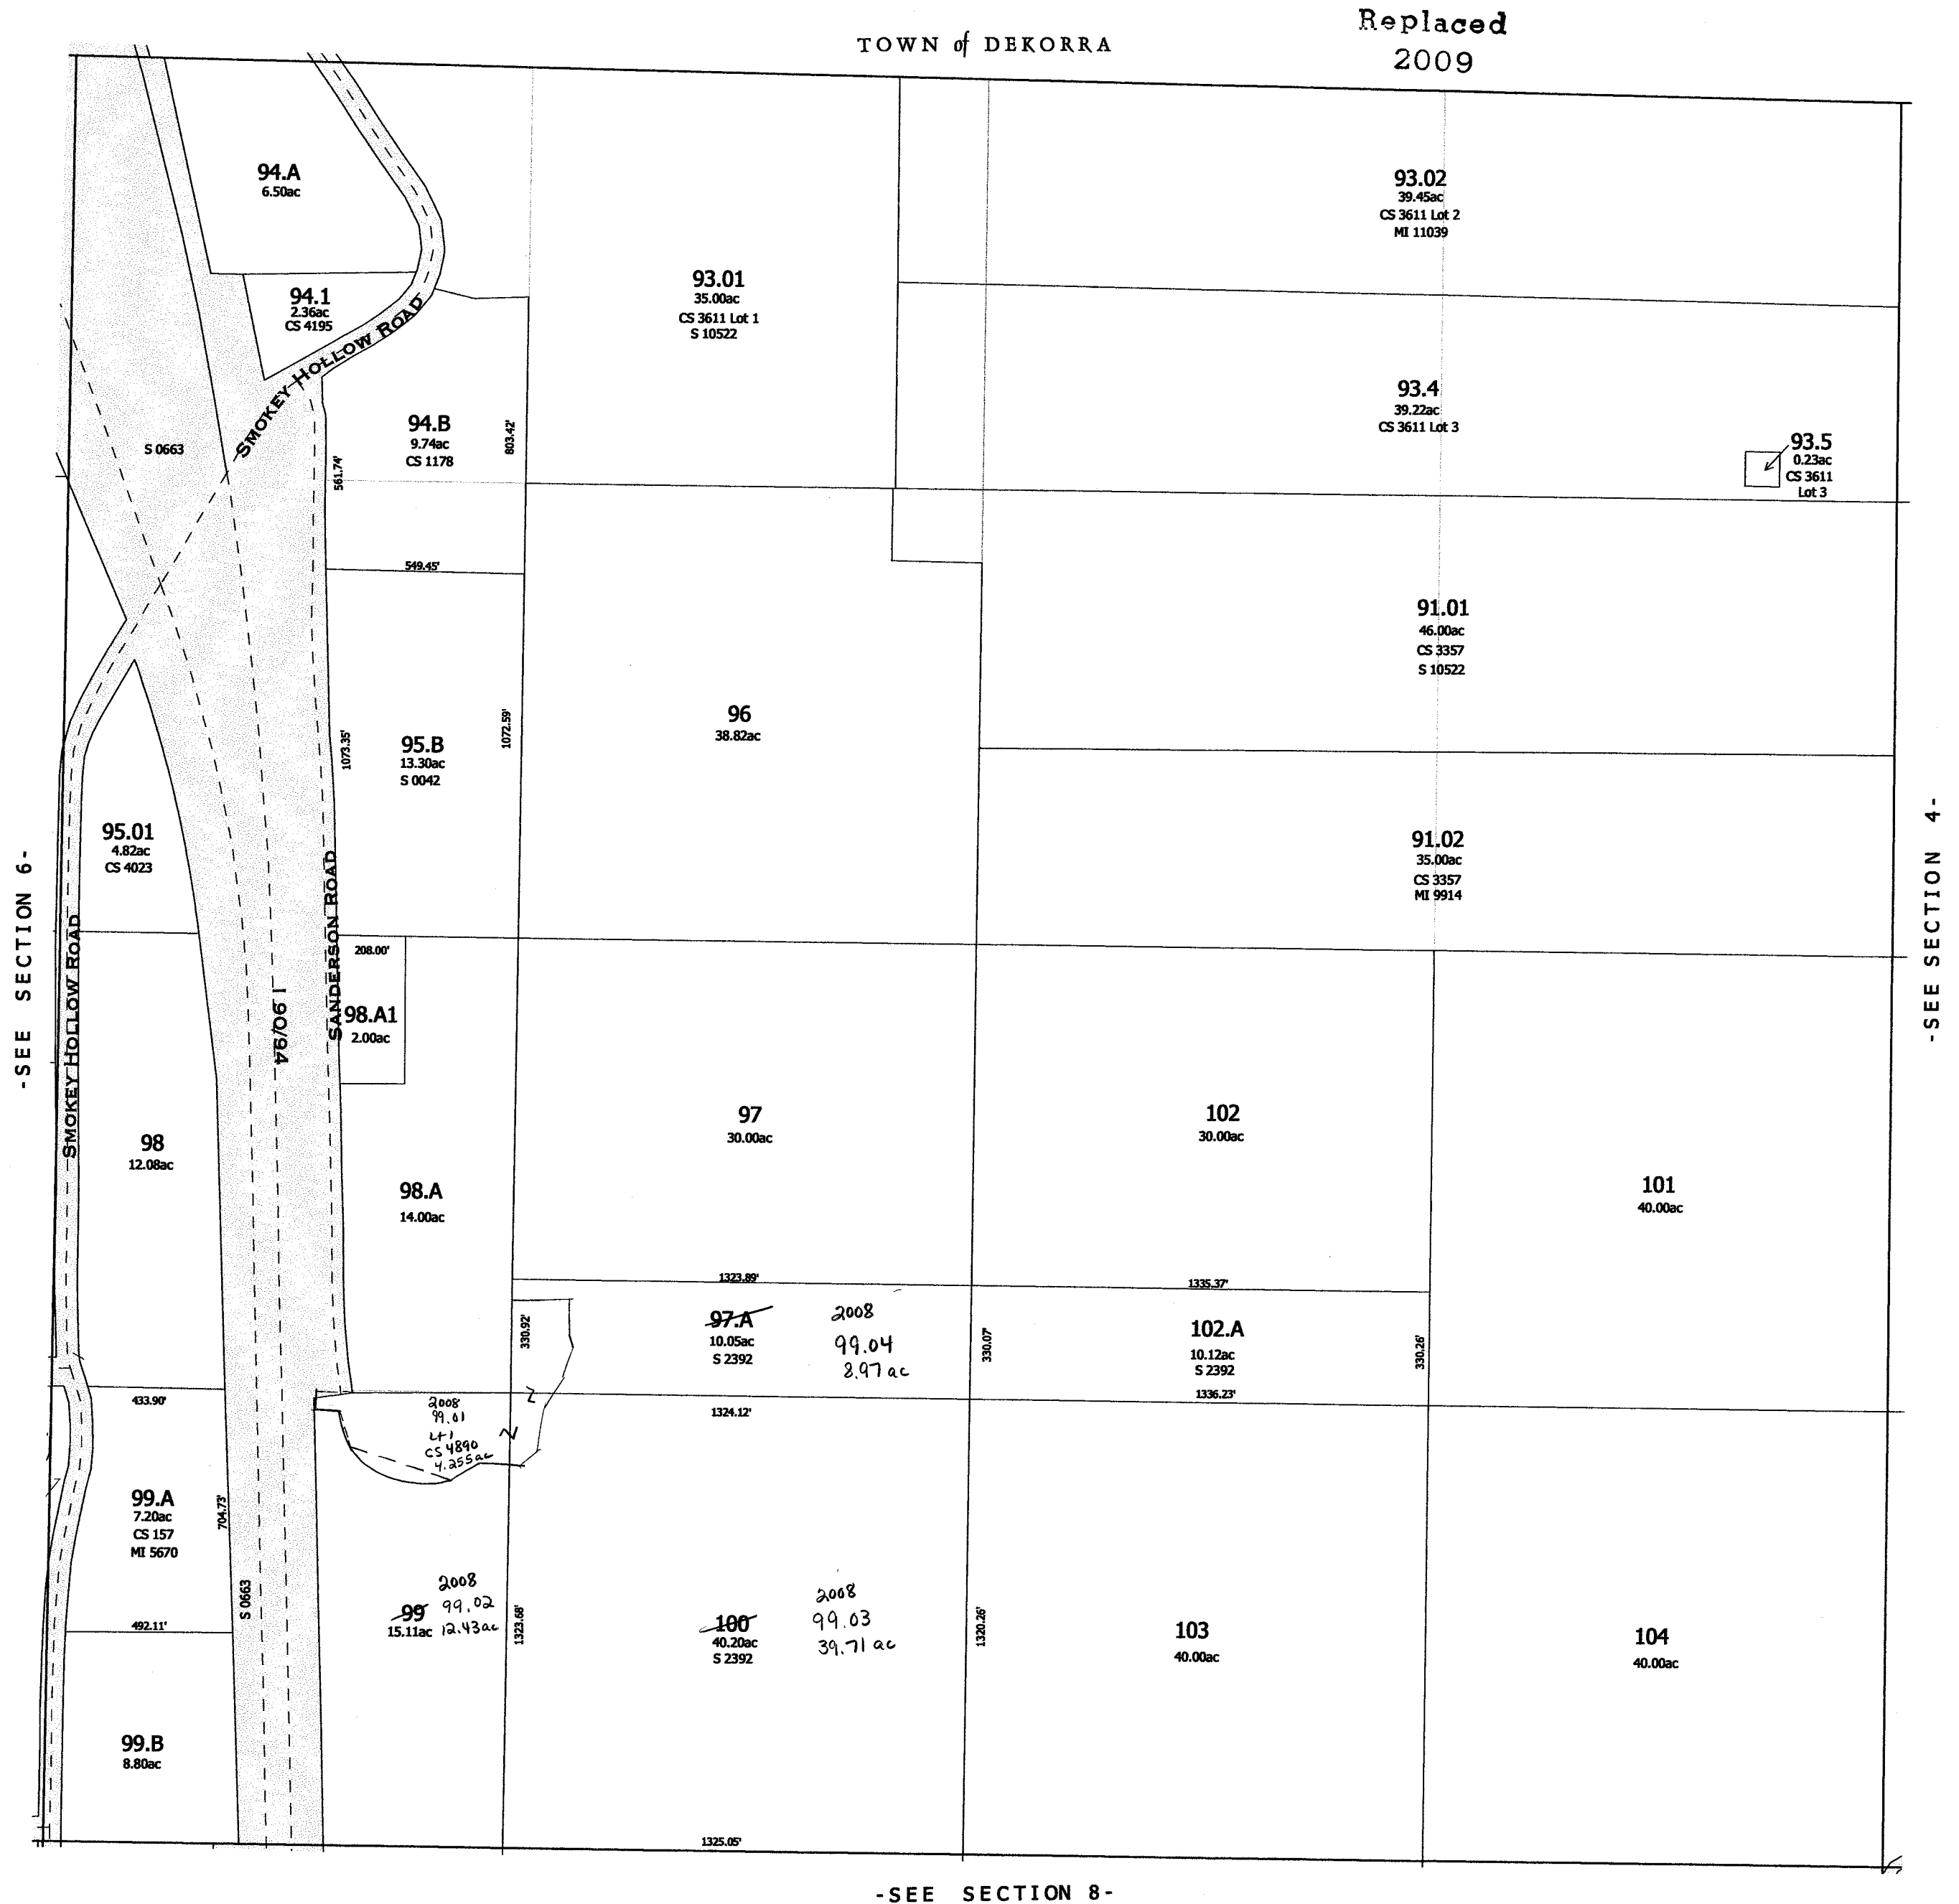 Replaced
2009
TOWN of DEKORRA
94.A
6.50ac
93.02
39.45ac
CS 3611 Lot 2
MI 11039
94.1
2.36ac
CS 4195
SMOKEY HOLLOW ROAD
93.01
35.00ac
CS 3611 Lot 1
S 10522
93.4
39.22ac
CS 3611 Lot 3
93.5
0.23ac
CS 3611
Lot 3
S 0663
94.B
9.74ac
CS 1178
803.42'
561.74'
549.45'
91.01
46.00ac
CS 3357
S 10522
96
38.82ac
95.B
13.30ac
S 0042
1073.35'
1072.59'
95.01
4.82ac
CS 4023
91.02
35.00ac
CS 3357
MI 9914
-SEE SECTION 6-
-SEE SECTION 4-
SMOKEY HOLLOW ROAD
I 90/94
SANDERSON ROAD
208.00'
98.A1
2.00ac
98
12.08ac
98.A
14.00ac
97
30.00ac
102
30.00ac
101
40.00ac
1323.89'
1335.37'
330.92'
97.A
10.05ac
S 2392
2008
99.04
8.97 ac
330.07'
102.A
10.12ac
S 2392
330.26'
1336.23'
433.90'
1324.12'
2008
99.01
Lt 1
CS 4890
4.255ac
Z
Z
99.A
7.20ac
CS 157
MI 5670
704.73'
492.11'
S 0663
99
15.11ac
2008
99.02
12.43ac
1323.68'
100
40.20ac
S 2392
2008
99.03
39.71 ac
1320.26'
103
40.00ac
104
40.00ac
99.B
8.80ac
1325.05'
-SEE SECTION 8-